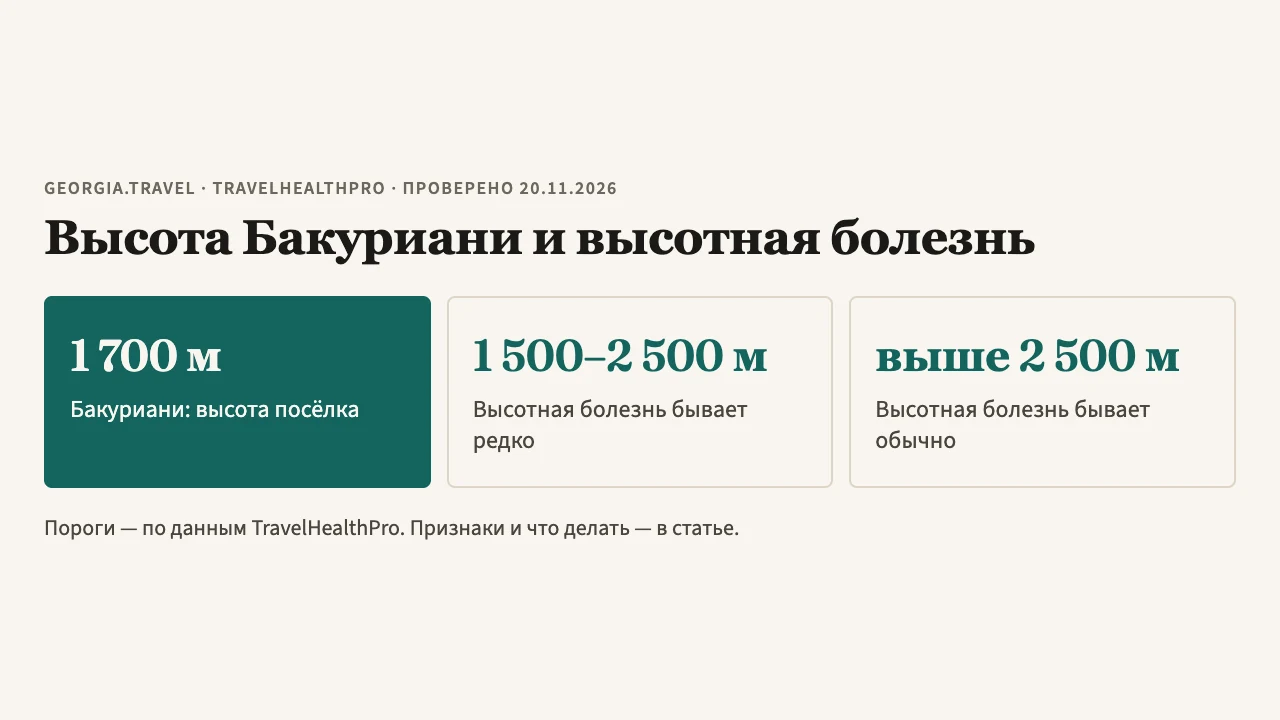 GEORGIA.TRAVEL · TRAVELHEALTHPRO · ПРОВЕРЕНО 20.11.2026
Высота Бакуриани и высотная болезнь
1 700 м
Бакуриани: высота посёлка
1 500–2 500 м
Высотная болезнь бывает
редко
выше 2 500 м
Высотная болезнь бывает
обычно
Пороги — по данным TravelHealthPro. Признаки и что делать — в статье.